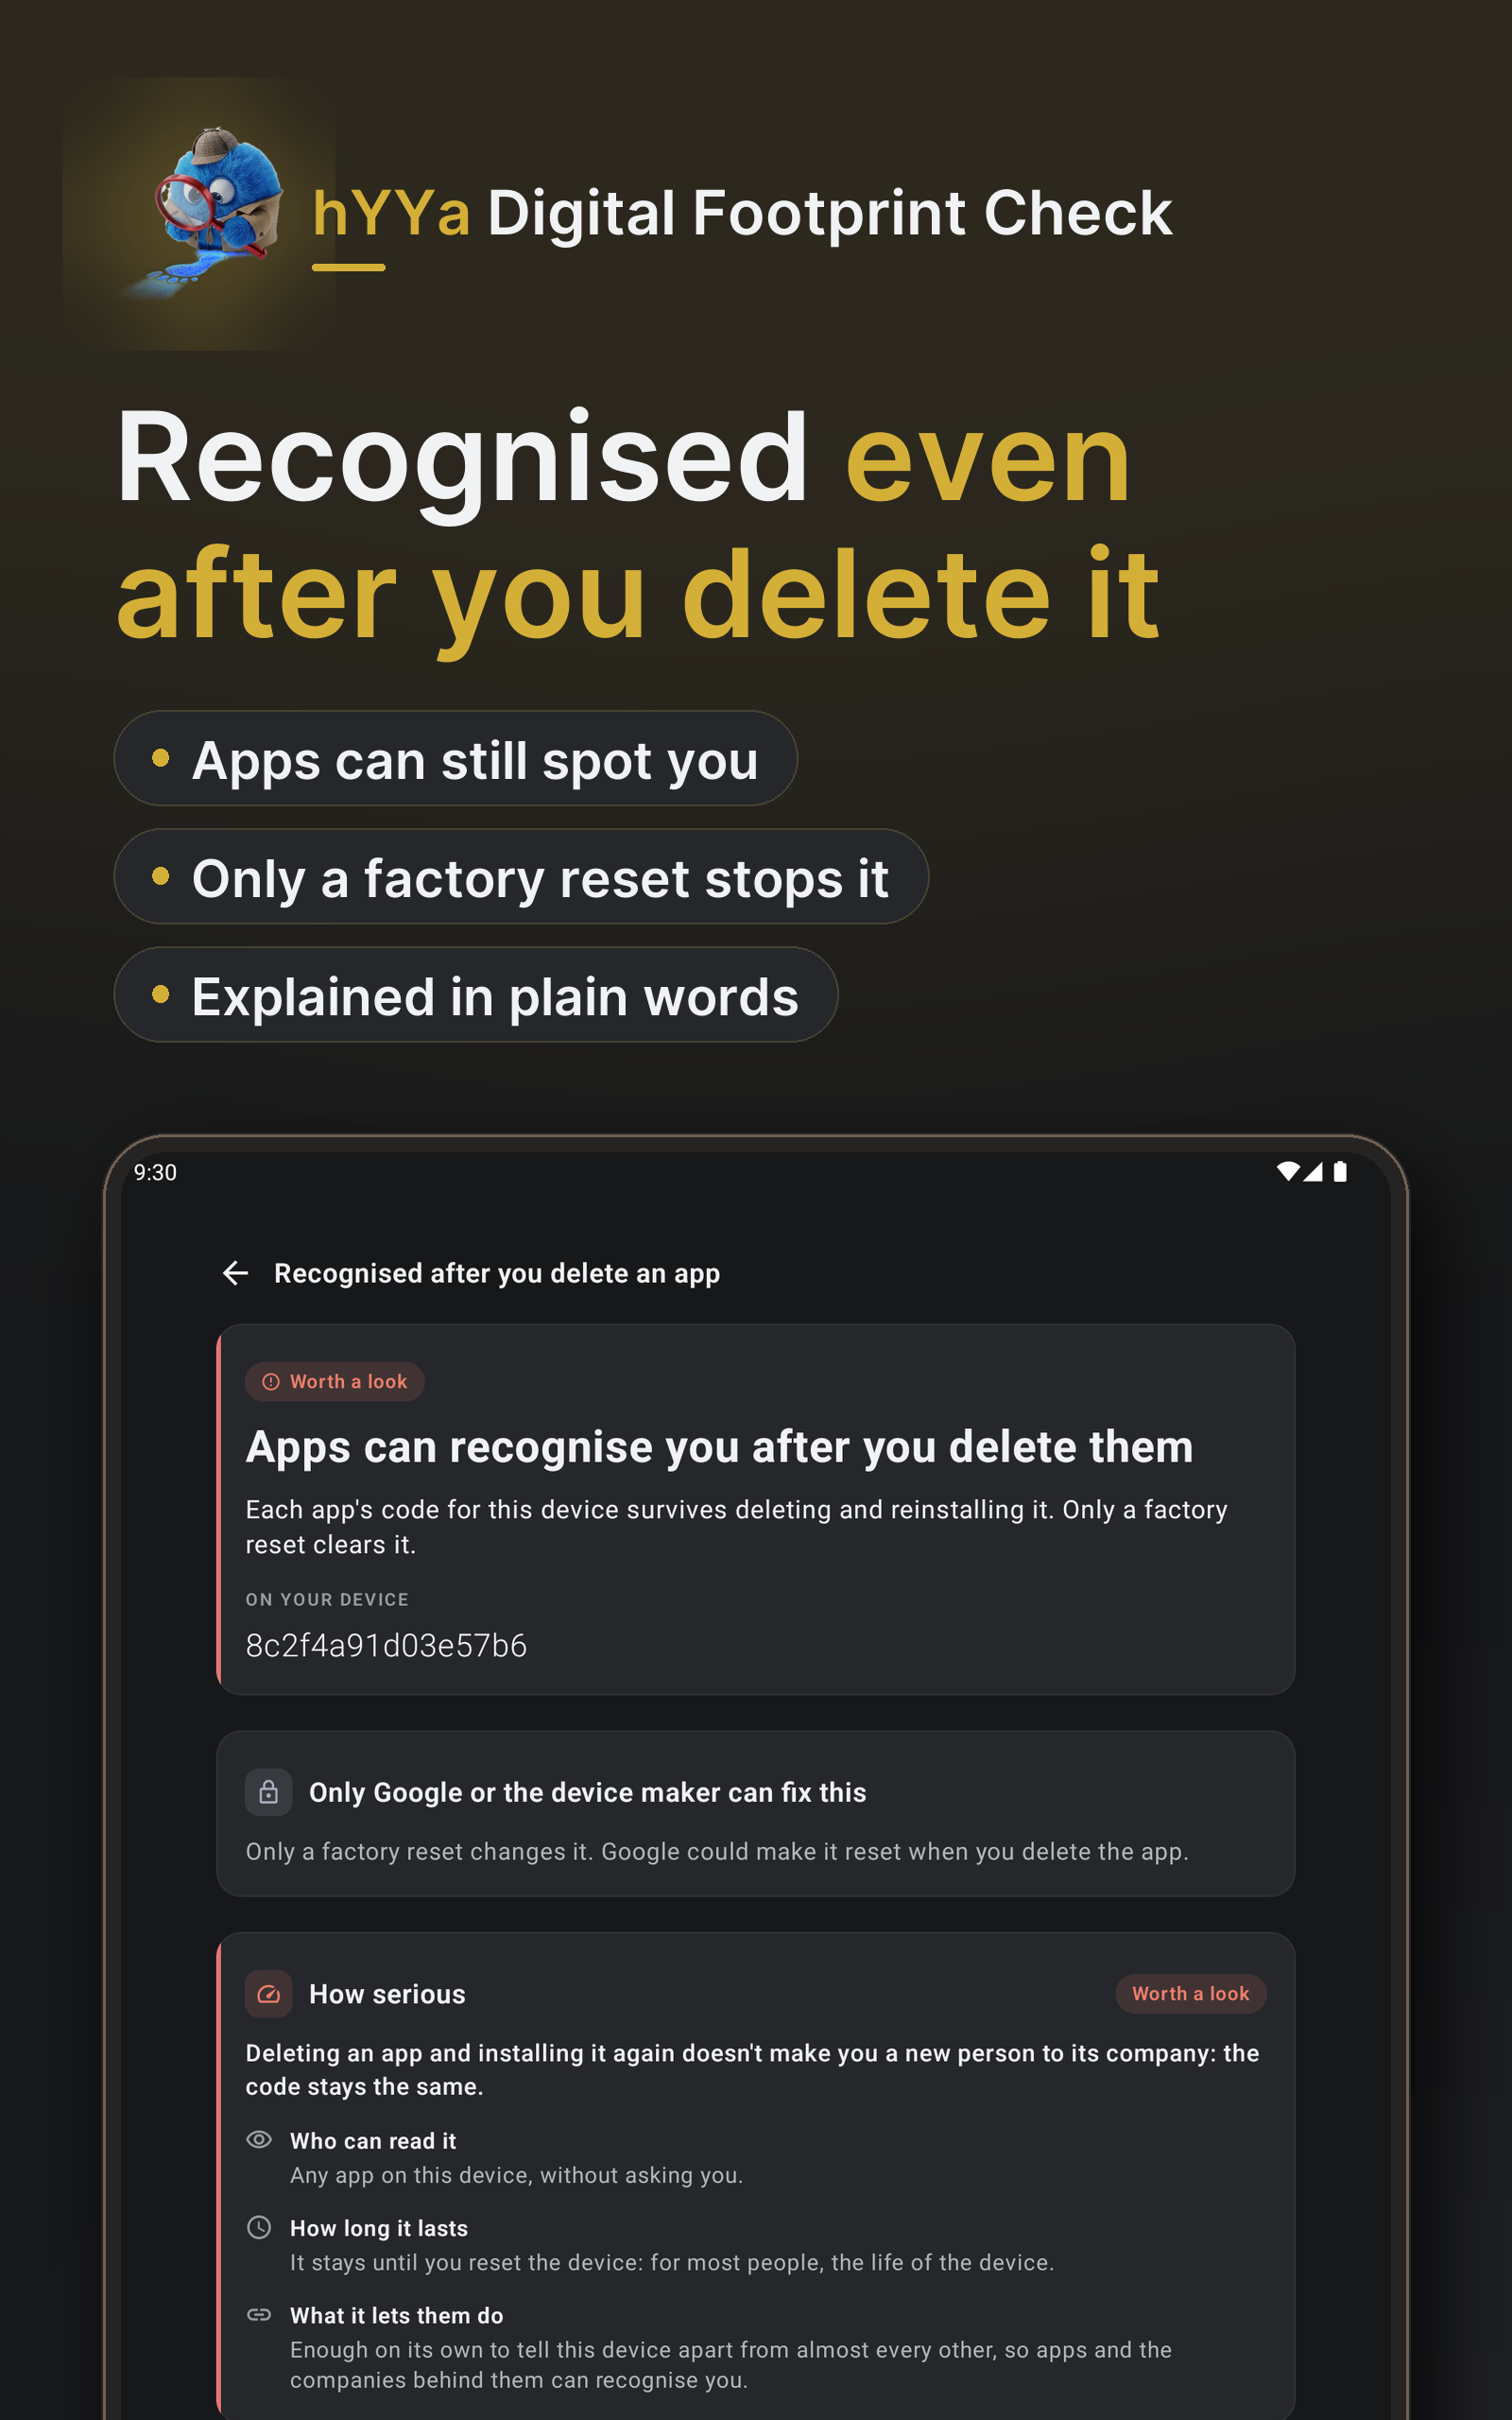 hYYa Digital Footprint Check
Recognised even
after you delete it
Apps can still spot you
Only a factory reset stops it
Explained in plain words
9:30
Recognised after you delete an app
Worth a look
Apps can recognise you after you delete them
Each app's code for this device survives deleting and reinstalling it. Only a factory
reset clears it.
ON YOUR DEVICE
8c2f4a91d03e57b6
Only Google or the device maker can fix this
Only a factory reset changes it. Google could make it reset when you delete the app.
How serious
Worth a look
Deleting an app and installing it again doesn't make you a new person to its company: the
code stays the same.
Who can read it
Any app on this device, without asking you.
How long it lasts
It stays until you reset the device: for most people, the life of the device.
What it lets them do
Enough on its own to tell this device apart from almost every other, so apps and the
companies behind them can recognise you.